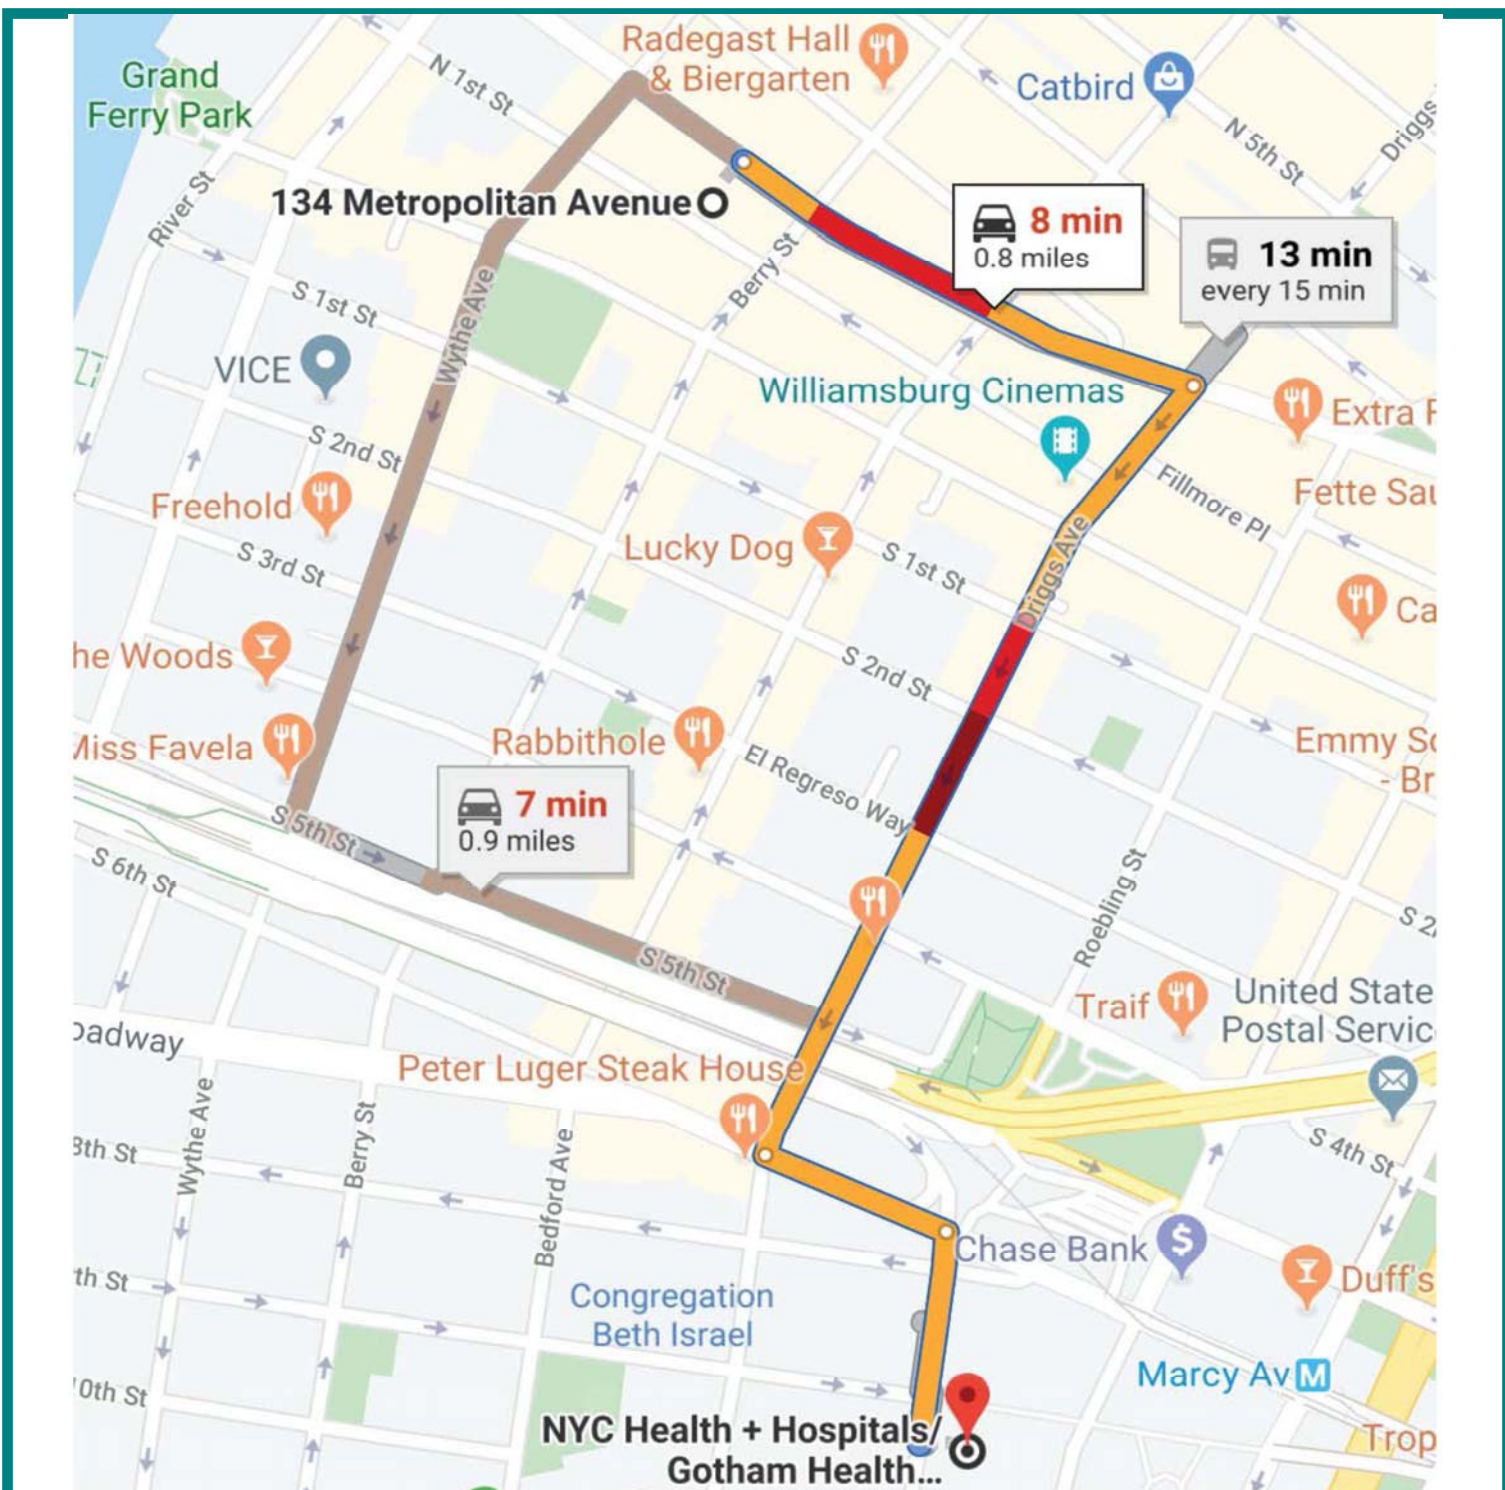 Radegast Hall
& Biergarten
Grand
Ferry Park
N 1st St
Catbird
N 5th St
Driggs
River St
134 Metropolitan Avenue
8 min
0.8 miles
13 min
every 15 min
Berry St
S 1st St
Wythe Ave
VICE
Williamsburg Cinemas
Extra F
S 2nd St
Fillmore Pl
Fette Sau
Freehold
Lucky Dog
S 1st St
Driggs Ave
S 3rd St
Ca
he Woods
S 2nd St
Miss Favela
Rabbithole
El Regreso Way
Emmy Sq
- Br
7 min
0.9 miles
S 5th St
S 6th St
Roebling St
S 2
S 5th St
Traif
United State
Postal Servic
oadway
Peter Luger Steak House
Wythe Ave
Berry St
Bedford Ave
8th St
S 4th St
Chase Bank
th St
Duff's
Congregation
Beth Israel
Marcy Av M
0th St
NYC Health + Hospitals/
Gotham Health...
Trop